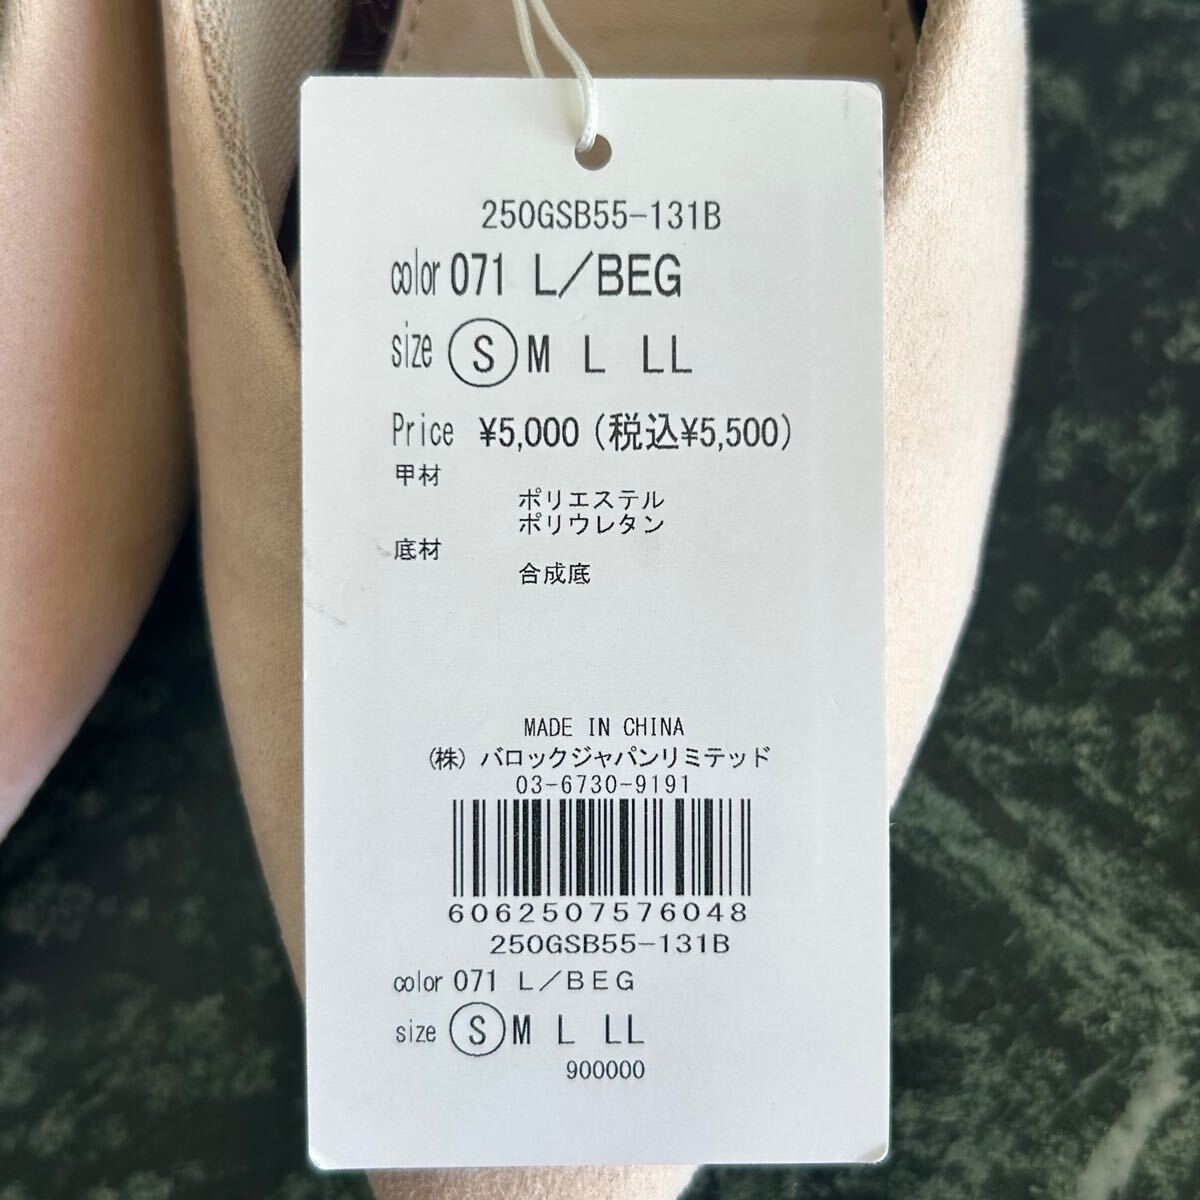 250GSB55-131B
color 071 L/BEG
size S M L LL
Price ¥5,000 (税込¥5,500)
甲材
ポリエステル
ポリウレタン
底材
合成底
MADE IN CHINA
(株) バロックジャパンリミテッド
03-6730-9191
6062507576048
250GSB55-131B
color 071 L/BEG
size S M L LL
900000